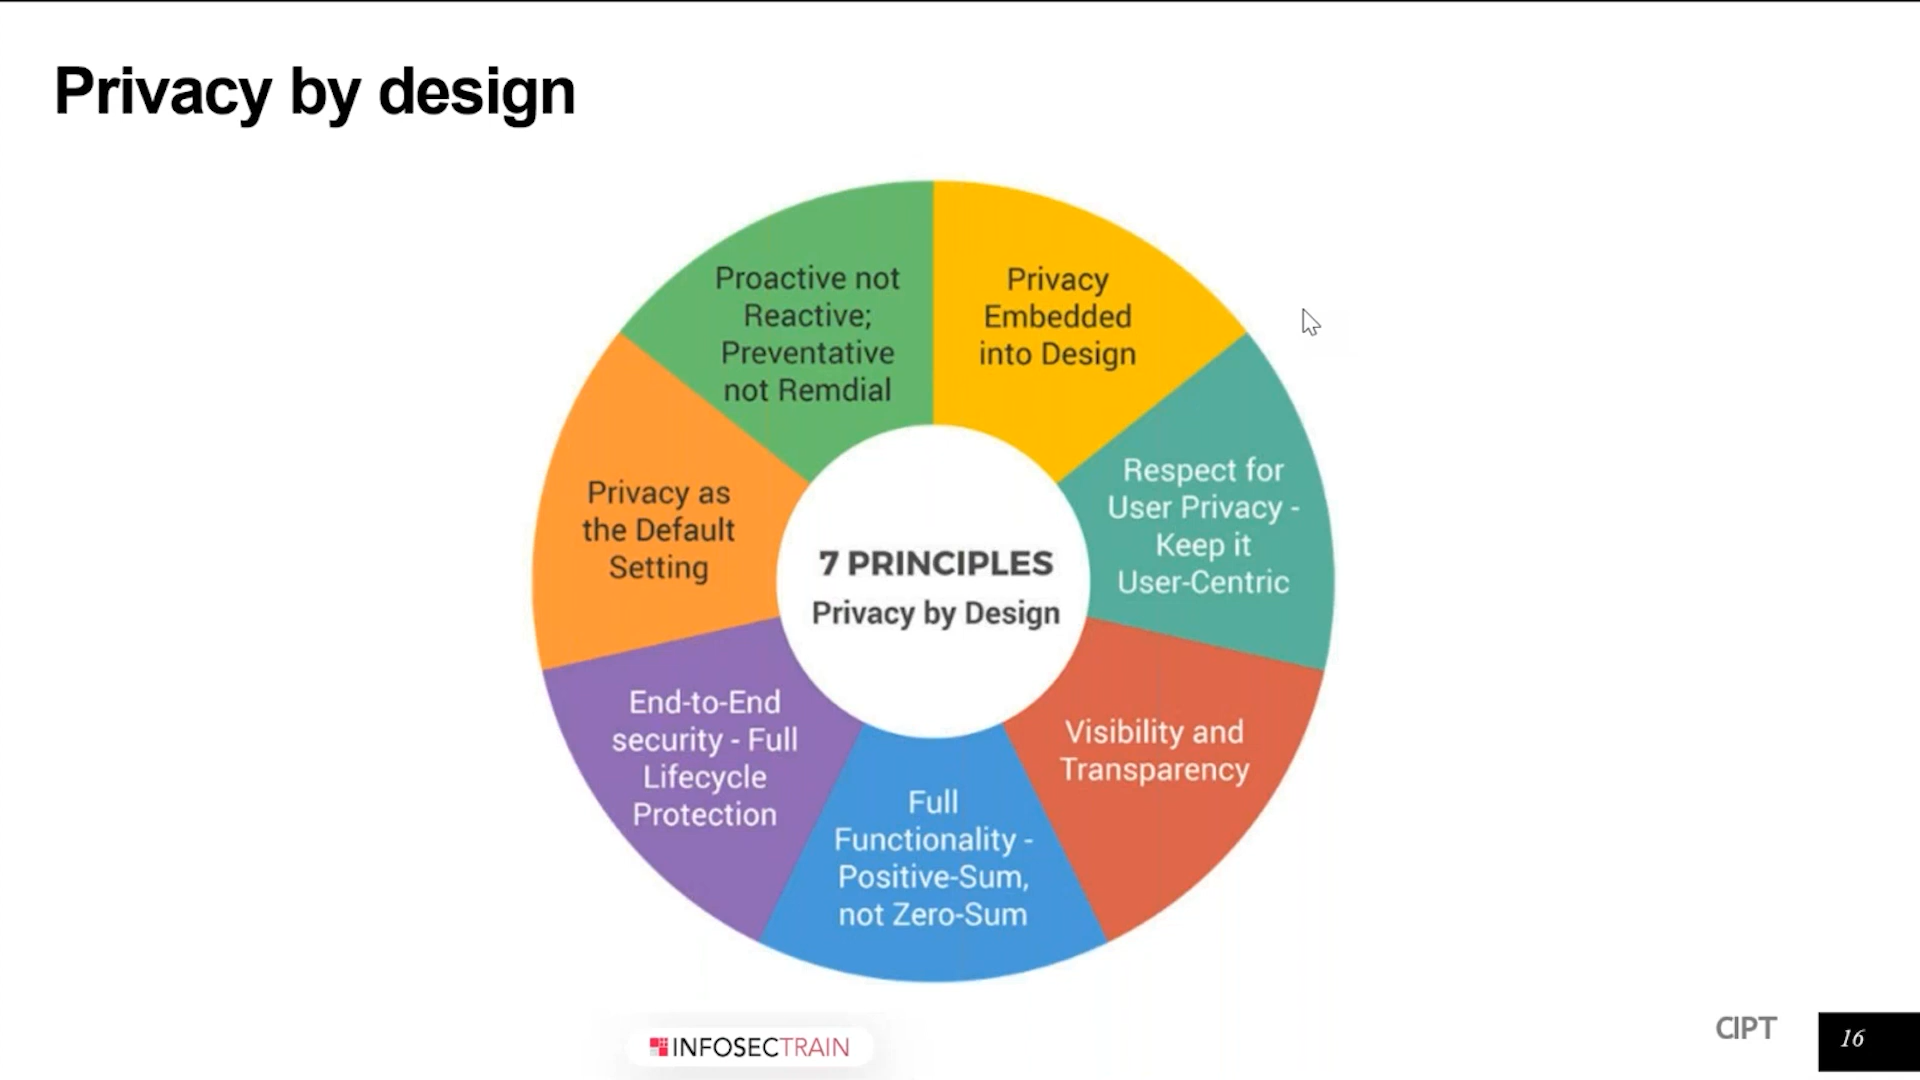 Privacy by design
Proactive not
Reactive;
Preventative
not Remdial
Privacy
Embedded
into Design
Respect for
User Privacy -
Keep it
User-Centric
Privacy as
the Default
Setting
7 PRINCIPLES
Privacy by Design
End-to-End
security - Full
Lifecycle
Protection
Visibility and
Transparency
Full
Functionality -
Positive-Sum,
not Zero-Sum
INFOSECTRAIN
CIPT
16